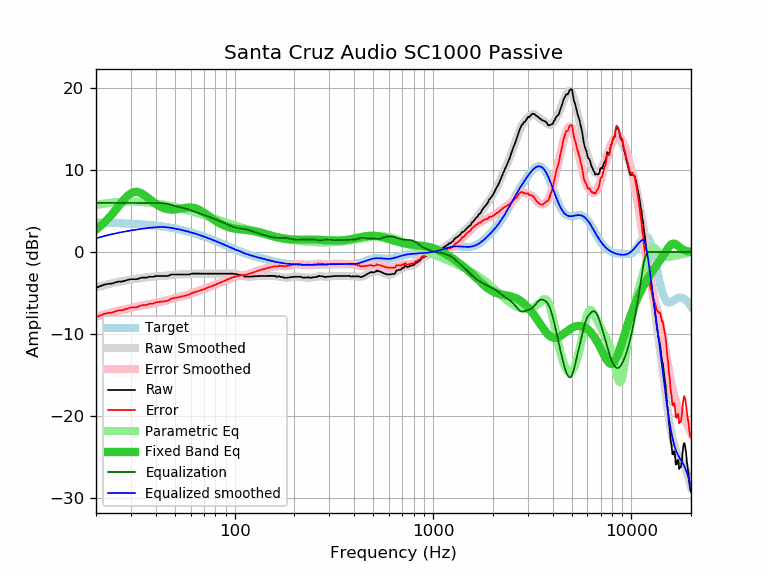 Santa Cruz Audio SC1000 Passive
20
10
0
−10
−20
−30
Amplitude (dBr)
Target
Raw Smoothed
Error Smoothed
Raw
Error
Parametric Eq
Fixed Band Eq
Equalization
Equalized smoothed
100
1000
10000
Frequency (Hz)